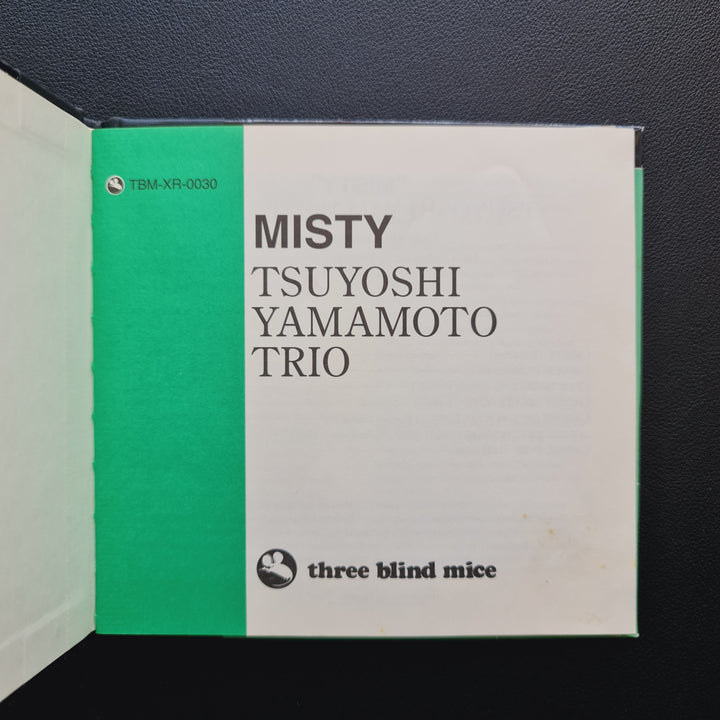 TBM-XR-0030
MISTY
TSUYOSHI
YAMAMOTO
TRIO
three blind mice